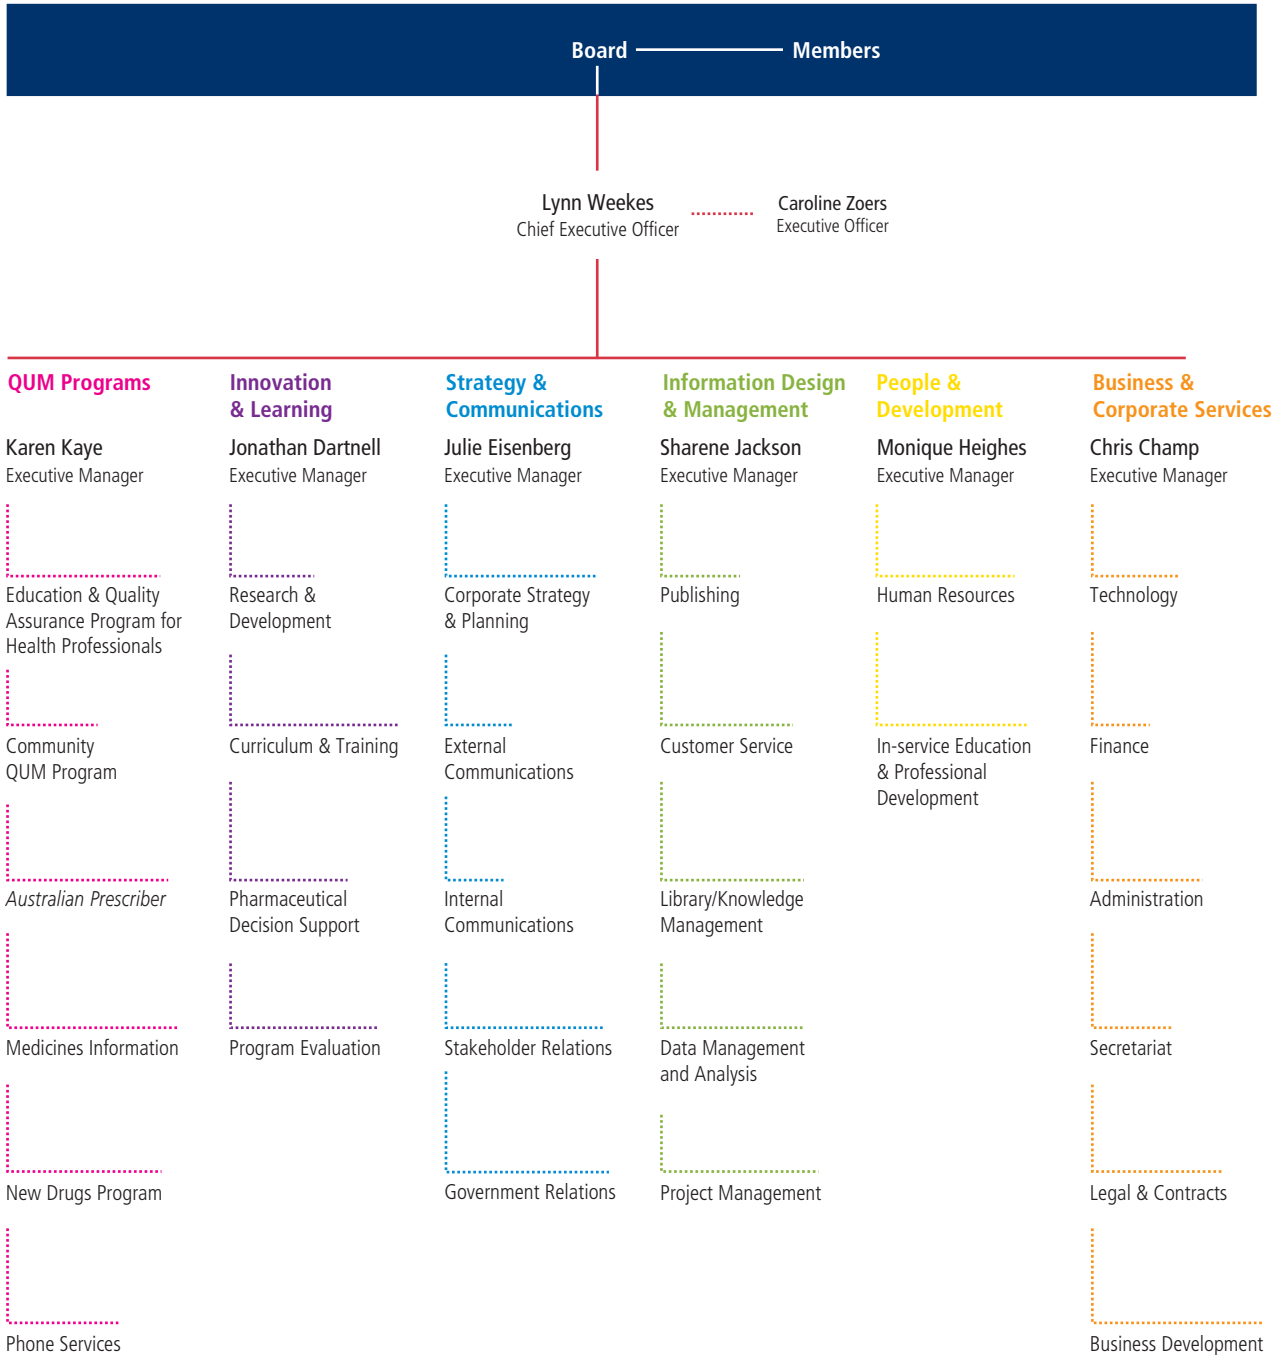 Board
Members
Lynn Weekes
Chief Executive Officer
Caroline Zoers
Executive Officer
QUM Programs
Karen Kaye
Executive Manager
Education & Quality
Assurance Program for
Health Professionals
Community
QUM Program
Australian Prescriber
Medicines Information
New Drugs Program
Phone Services
Innovation
& Learning
Jonathan Dartnell
Executive Manager
Research &
Development
Curriculum & Training
Pharmaceutical
Decision Support
Program Evaluation
Strategy &
Communications
Julie Eisenberg
Executive Manager
Corporate Strategy
& Planning
External
Communications
Internal
Communications
Stakeholder Relations
Government Relations
Information Design
& Management
Sharene Jackson
Executive Manager
Publishing
Customer Service
Library/Knowledge
Management
Data Management
and Analysis
Project Management
People &
Development
Monique Heighes
Executive Manager
Human Resources
In-service Education
& Professional
Development
Business &
Corporate Services
Chris Champ
Executive Manager
Technology
Finance
Administration
Secretariat
Legal & Contracts
Business Development